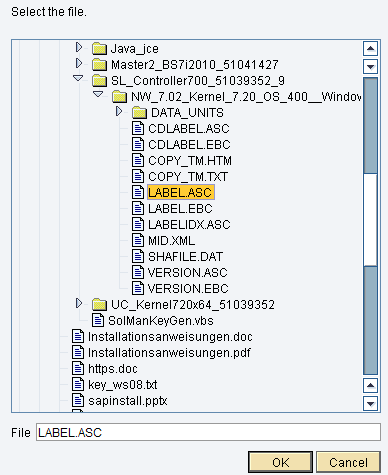 Select the file.
Java_ice
Master2_BS7i2010_51041427
SL_Controller700_51039352_9
NW_7.02_Kernel_7.20_OS_400__Window
DATA_UNITS
CDLABEL.ASC
CDLABEL.EBC
COPY_TM.HTM
COPY_TM.TXT
LABEL.ASC
LABEL.EBC
LABELIDX.ASC
MID.XML
SHAFILE.DAT
VERSION.ASC
VERSION.EBC
UC_Kernel720x64_51039352
SolManKeyGen.vbs
Installationsanweisungen.doc
Installationsanweisungen.pdf
https.doc
key_ws08.txt
sapinstall.pptx
File LABEL.ASC
OK Cancel